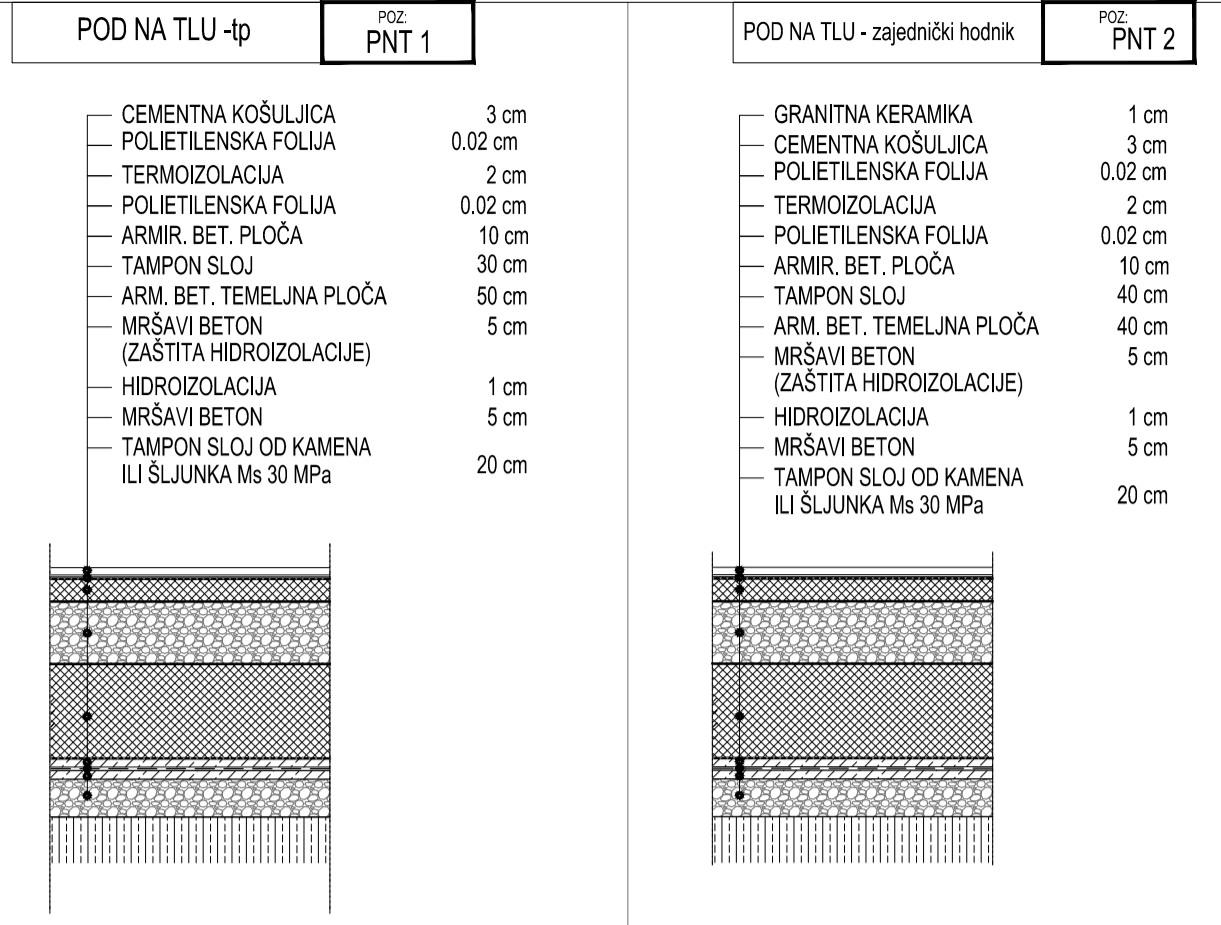 POD NA TLU -tp
POZ:
PNT 1
CEMENTNA KOŠULJICA 3 cm
POLIETILENSKA FOLIJA 0.02 cm
TERMOIZOLACIJA 2 cm
POLIETILENSKA FOLIJA 0.02 cm
ARMIR. BET. PLOČA 10 cm
TAMPON SLOJ 30 cm
ARM. BET. TEMELJNA PLOČA 50 cm
MRŠAVI BETON 5 cm
(ZAŠTITA HIDROIZOLACIJE)
HIDROIZOLACIJA 1 cm
MRŠAVI BETON 5 cm
TAMPON SLOJ OD KAMENA
ILI ŠLJUNKA Ms 30 MPa 20 cm
POD NA TLU - zajednički hodnik
POZ:
PNT 2
GRANITNA KERAMIKA 1 cm
CEMENTNA KOŠULJICA 3 cm
POLIETILENSKA FOLIJA 0.02 cm
TERMOIZOLACIJA 2 cm
POLIETILENSKA FOLIJA 0.02 cm
ARMIR. BET. PLOČA 10 cm
TAMPON SLOJ 40 cm
ARM. BET. TEMELJNA PLOČA 40 cm
MRŠAVI BETON 5 cm
(ZAŠTITA HIDROIZOLACIJE)
HIDROIZOLACIJA 1 cm
MRŠAVI BETON 5 cm
TAMPON SLOJ OD KAMENA
ILI ŠLJUNKA Ms 30 MPa 20 cm